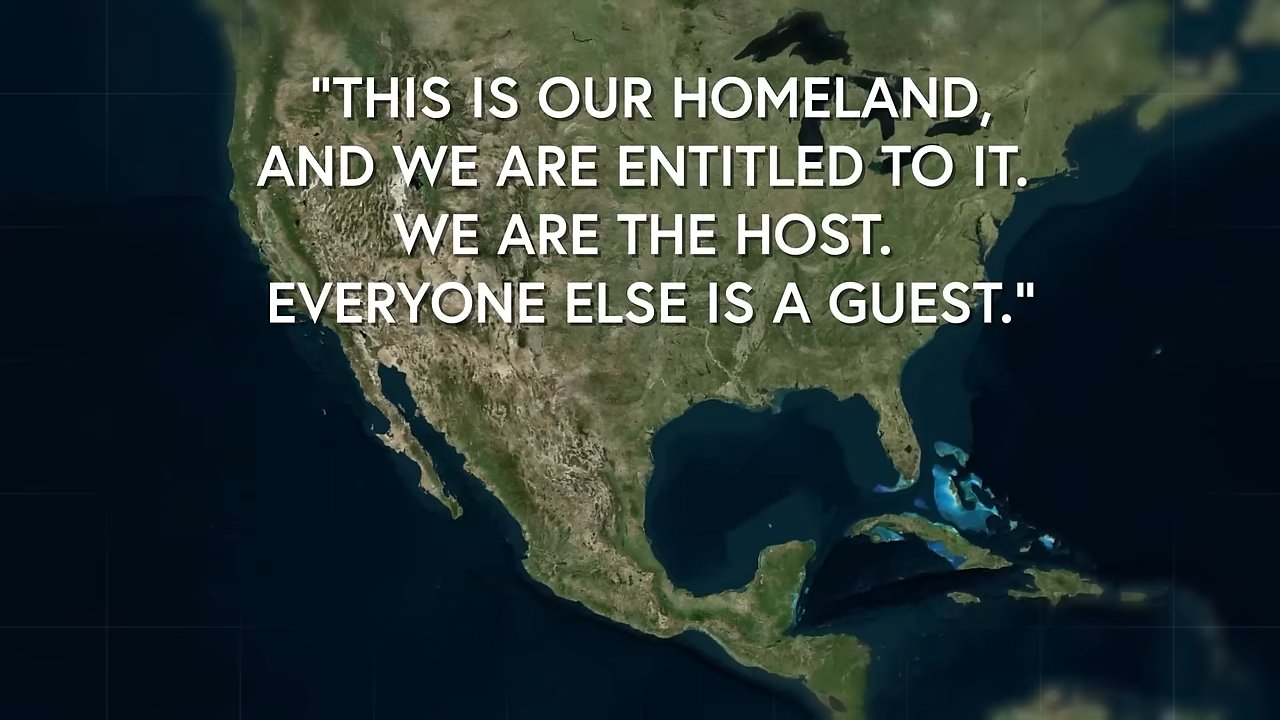 "THIS IS OUR HOMELAND,
AND WE ARE ENTITLED TO IT.
WE ARE THE HOST.
EVERYONE ELSE IS A GUEST."